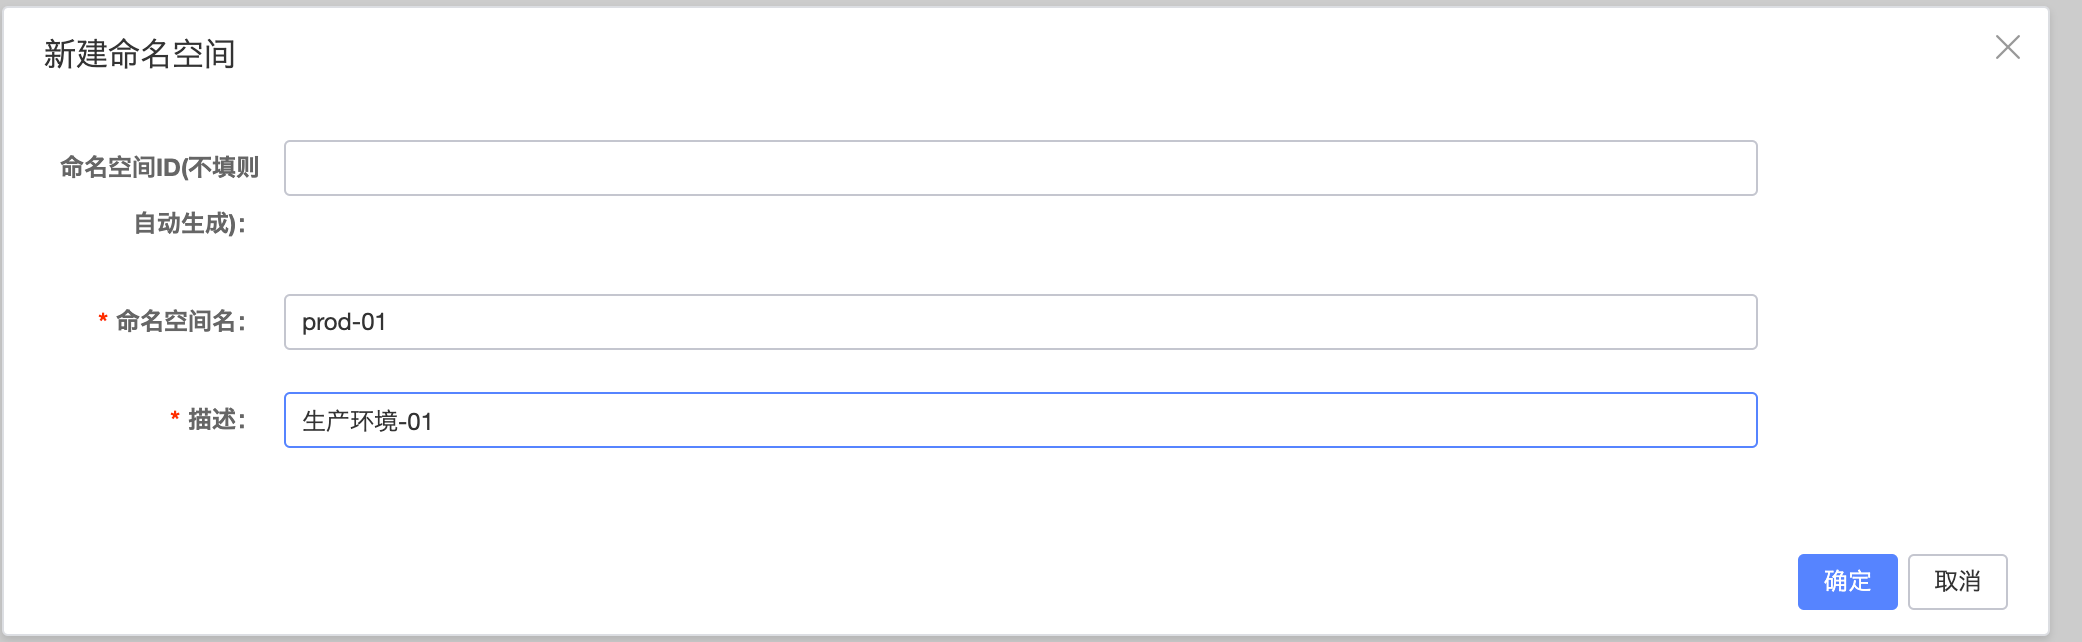 新建命名空间
命名空间ID(不填则
自动生成)：
* 命名空间名：
prod-01
* 描述：
生产环境-01
确定
取消